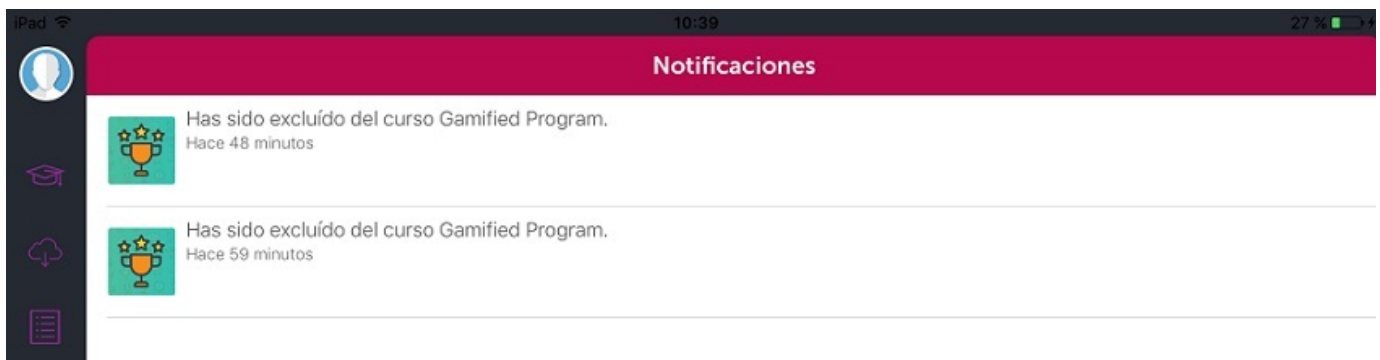 iPad 10:39 27 %
Notificaciones
Has sido excluído del curso Gamified Program.
Hace 48 minutos
Has sido excluído del curso Gamified Program.
Hace 59 minutos